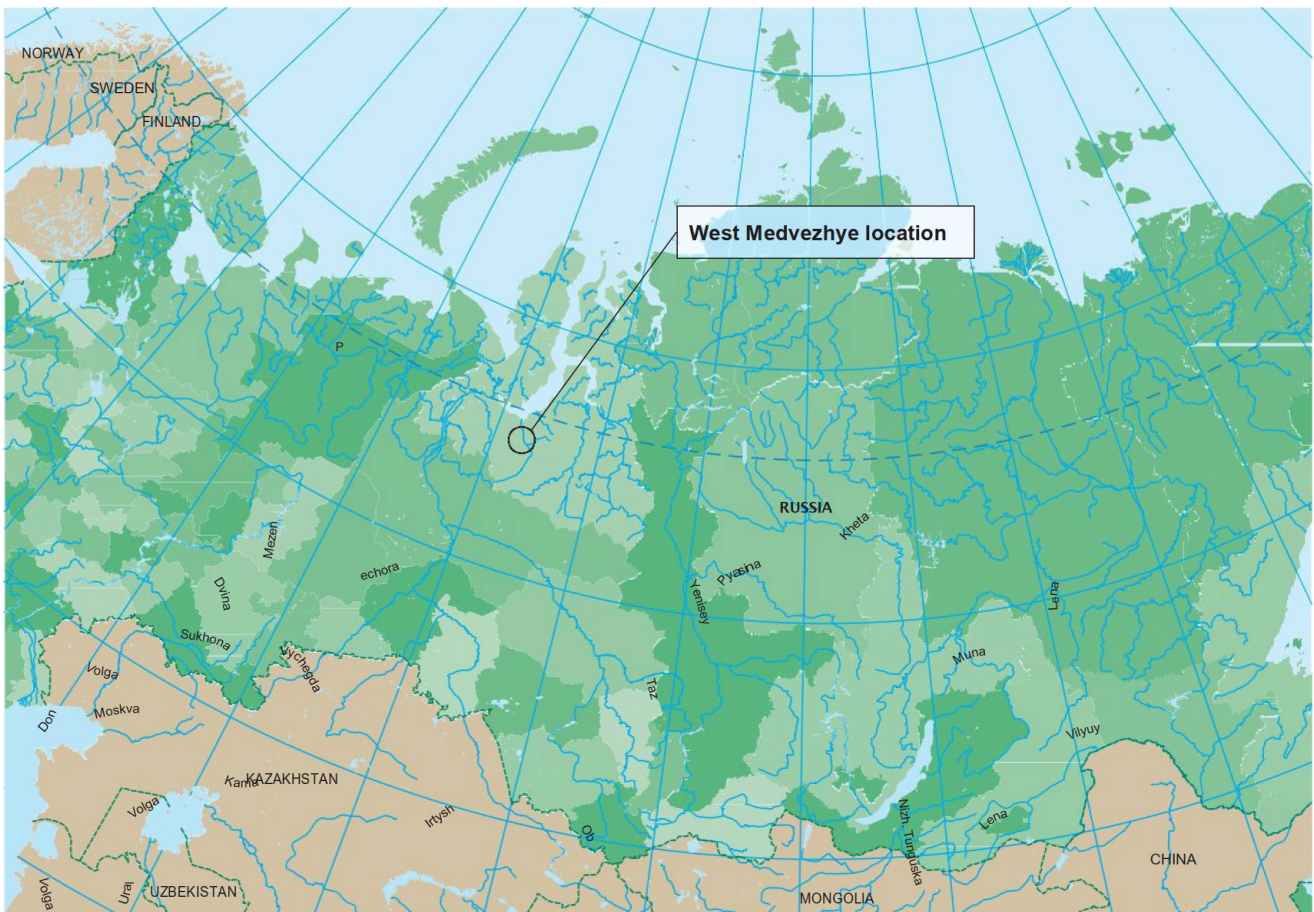 NORWAY
SWEDEN
FINLAND
West Medvezhye location
P
RUSSIA
Kheta
Mezen
echora
Pyasina
Dvina
Yenisey
Lena
Sukhona
Vychegda
Muna
Volga
Taz
Don
Moskva
Vilyuy
Kama
KAZAKHSTAN
Volga
Irtysh
Ob
Nizh. Tunguska
Lena
CHINA
Volga
Ural
UZBEKISTAN
MONGOLIA